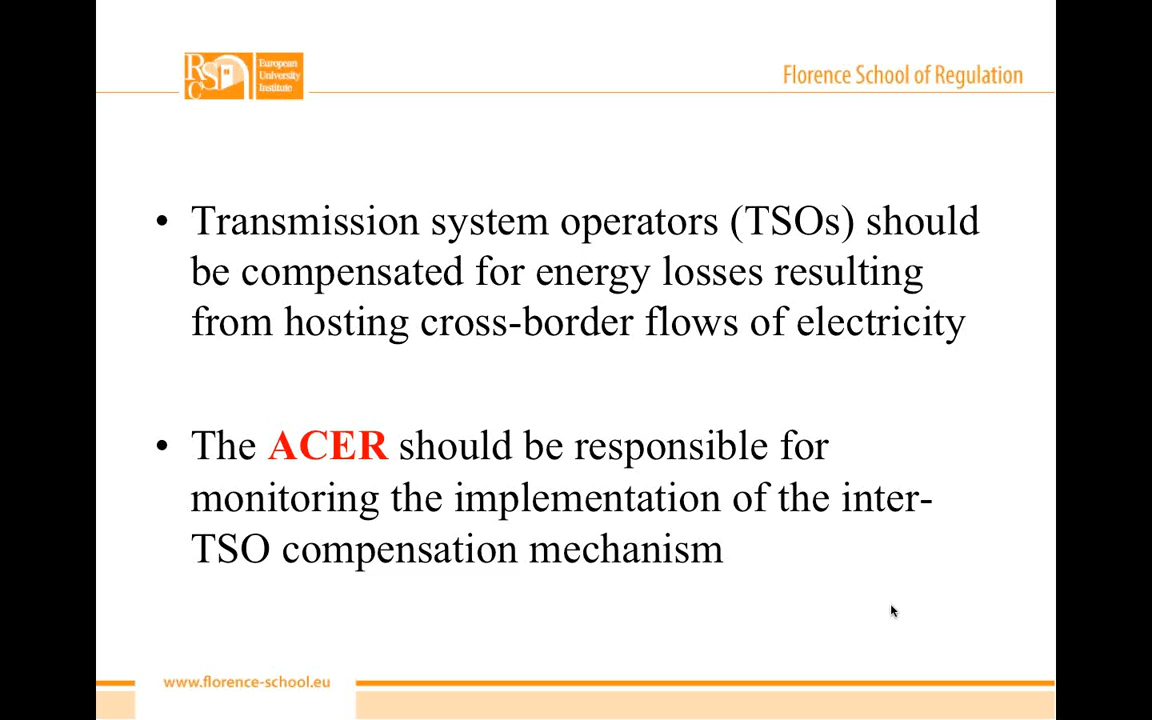 RSC
European
University
Institute
Florence School of Regulation
• Transmission system operators (TSOs) should
be compensated for energy losses resulting
from hosting cross-border flows of electricity
• The ACER should be responsible for
monitoring the implementation of the inter-
TSO compensation mechanism
www.florence-school.eu